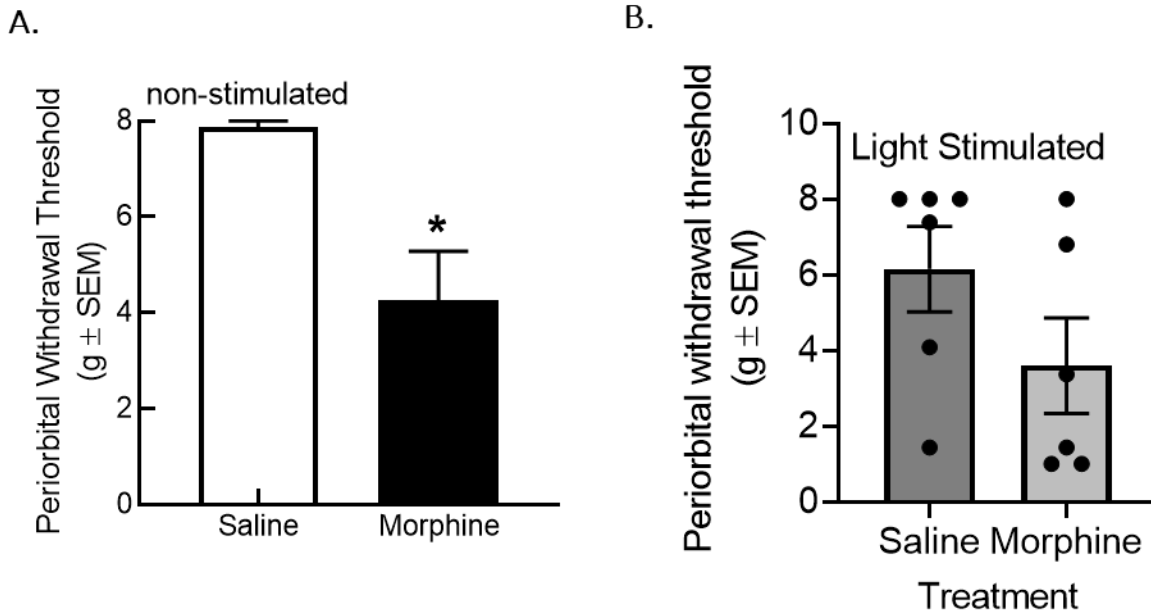 A.
Periorbital Withdrawal Threshold
(g ± SEM)
non-stimulated
8
6
4
2
0
*
Saline
Morphine
B.
Periorbital withdrawal threshold
(g ± SEM)
10
8
6
4
2
0
Light Stimulated
Saline Morphine
Treatment